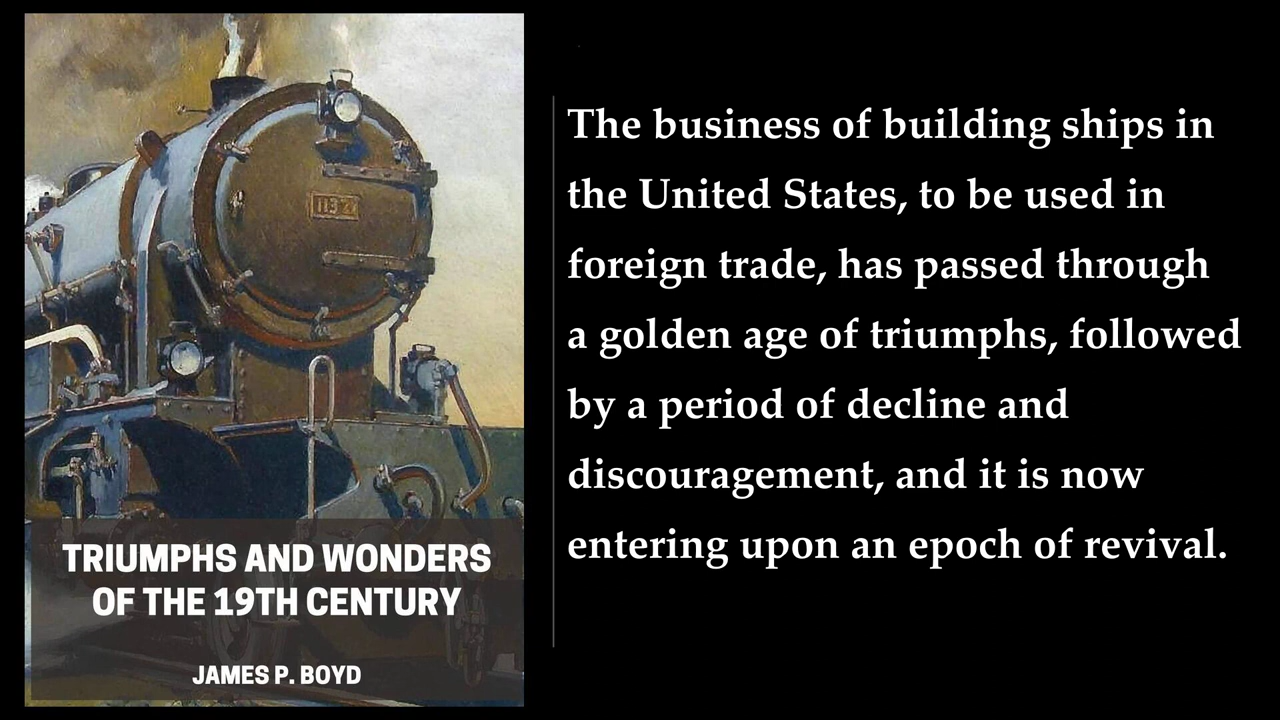 TRIUMPHS AND WONDERS
OF THE 19TH CENTURY
JAMES P. BOYD
The business of building ships in
the United States, to be used in
foreign trade, has passed through
a golden age of triumphs, followed
by a period of decline and
discouragement, and it is now
entering upon an epoch of revival.